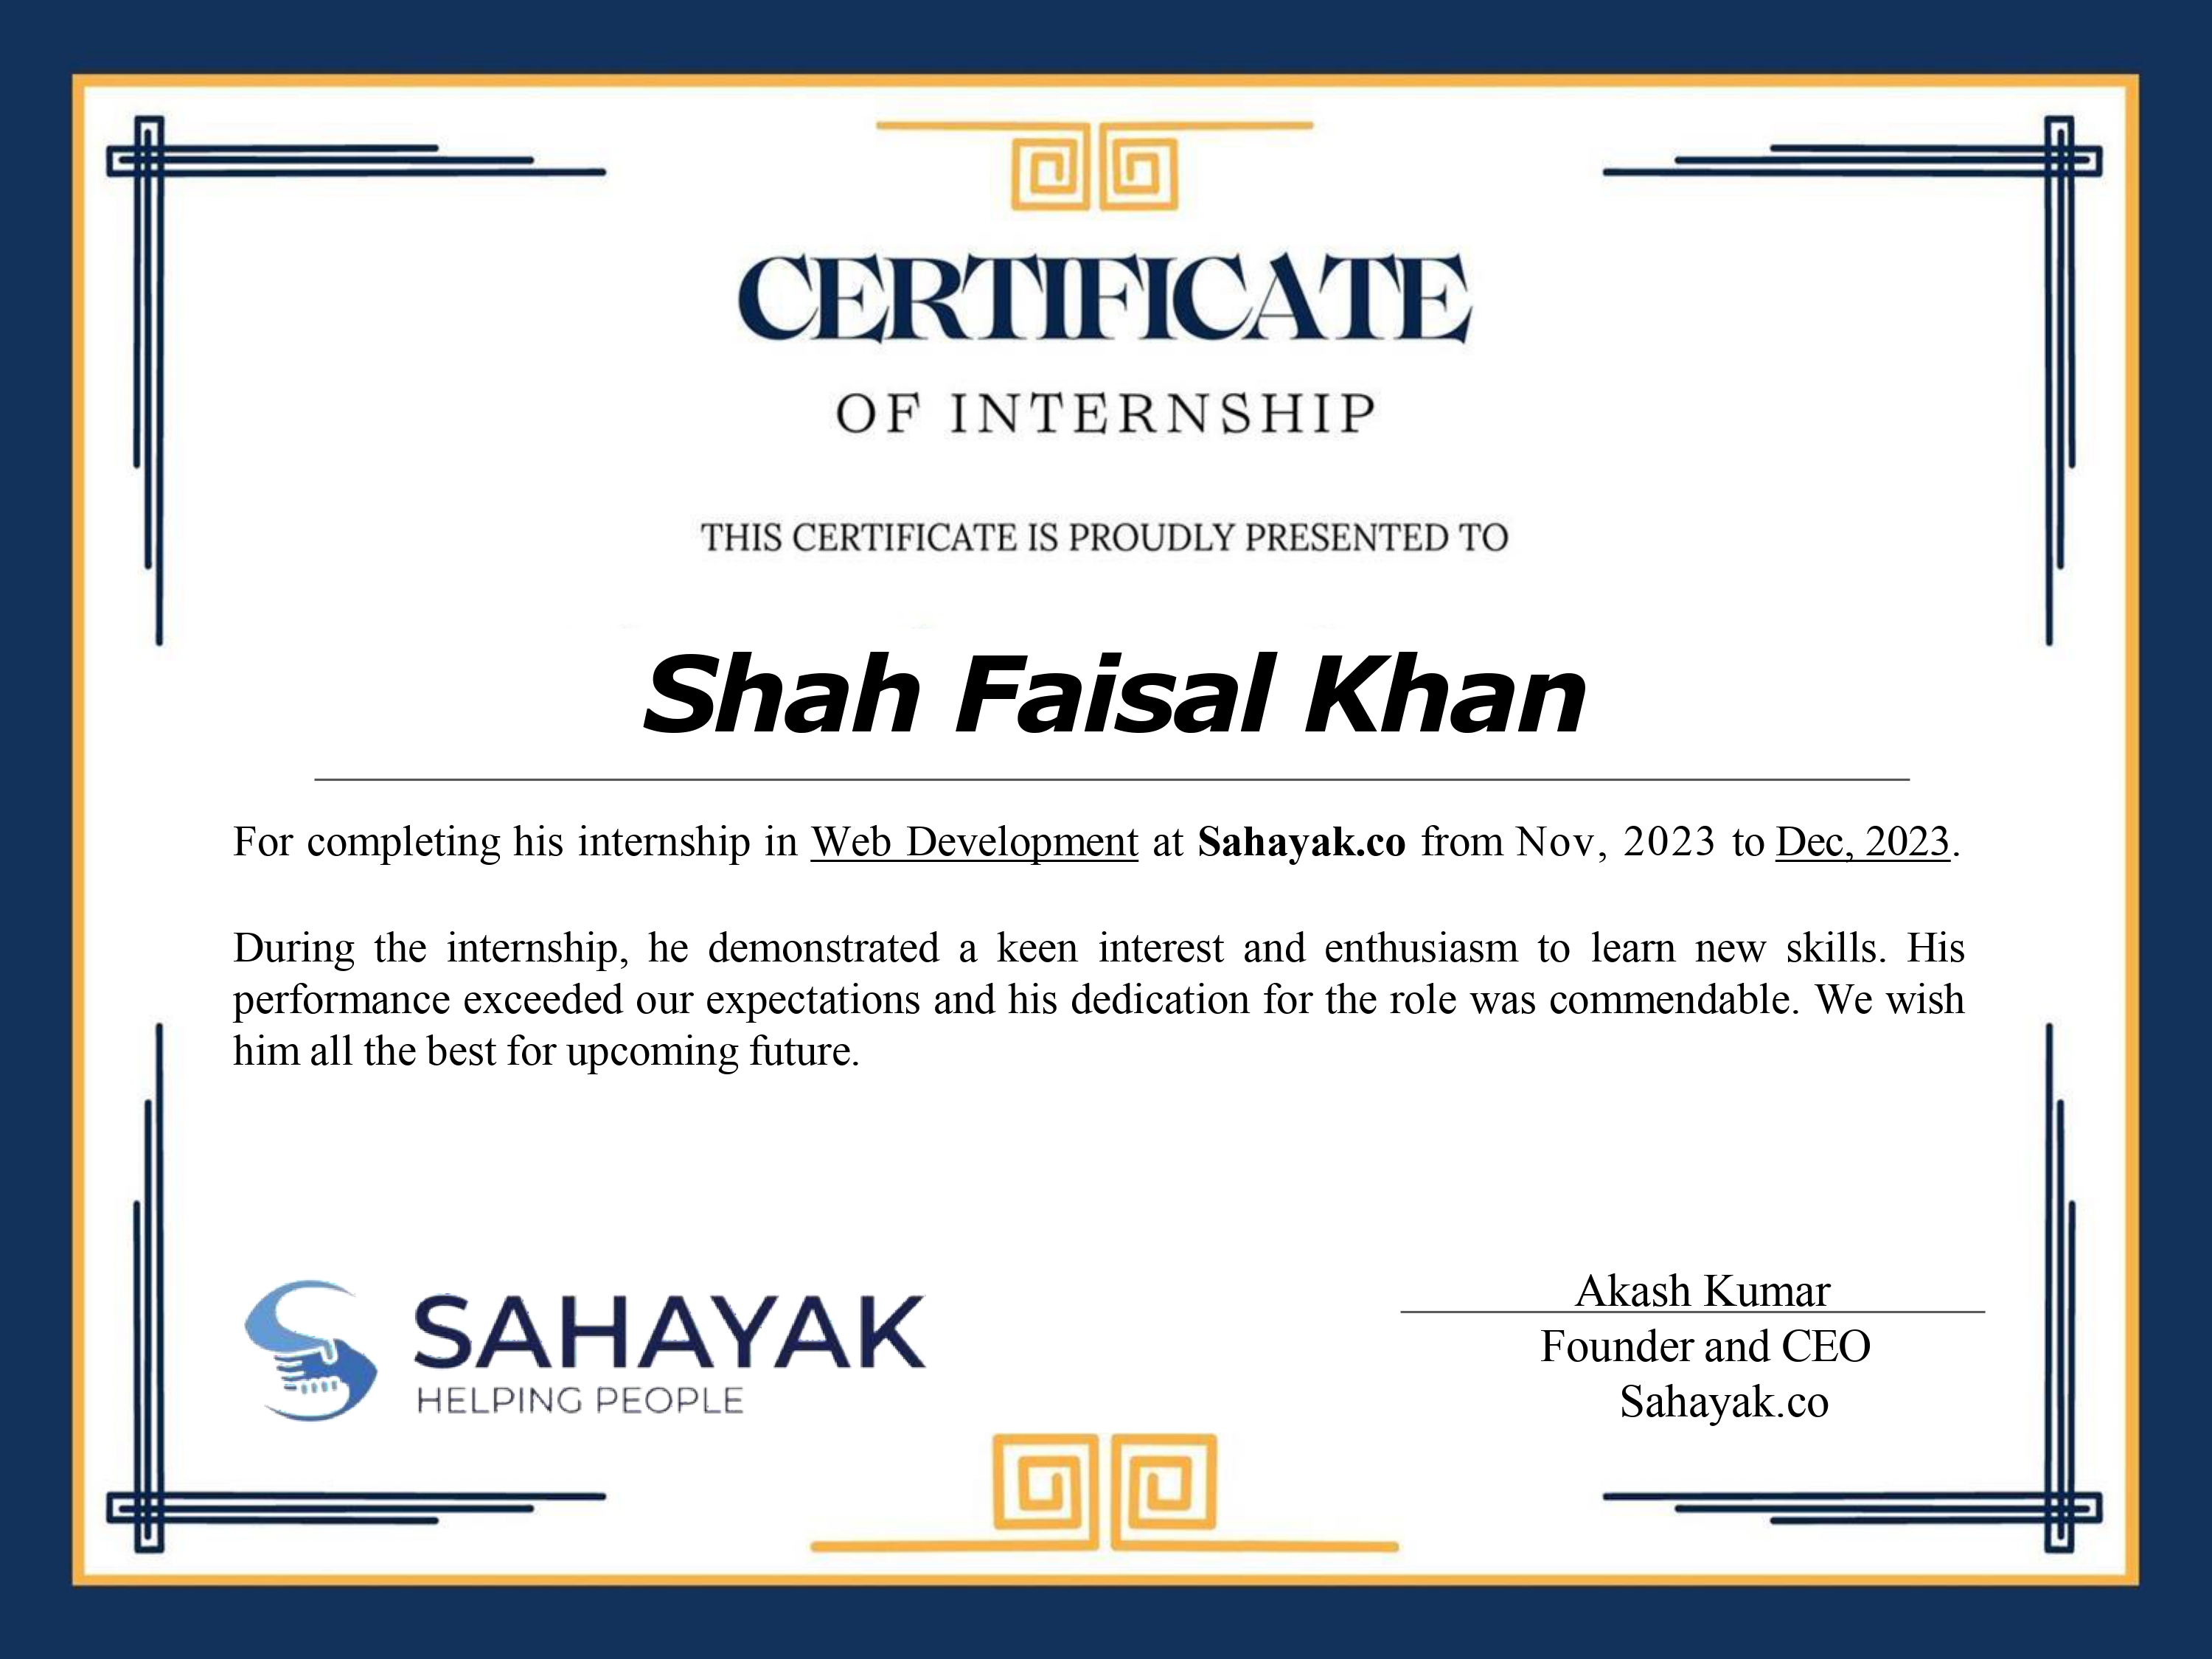 CERTIFICATE
OF INTERNSHIP
THIS CERTIFICATE IS PROUDLY PRESENTED TO
Shah Faisal Khan
For completing his internship in Web Development at Sahayak.co from Nov, 2023 to Dec, 2023.
During the internship, he demonstrated a keen interest and enthusiasm to learn new skills. His
performance exceeded our expectations and his dedication for the role was commendable. We wish
him all the best for upcoming future.
SAHAYAK
HELPING PEOPLE
Akash Kumar
Founder and CEO
Sahayak.co